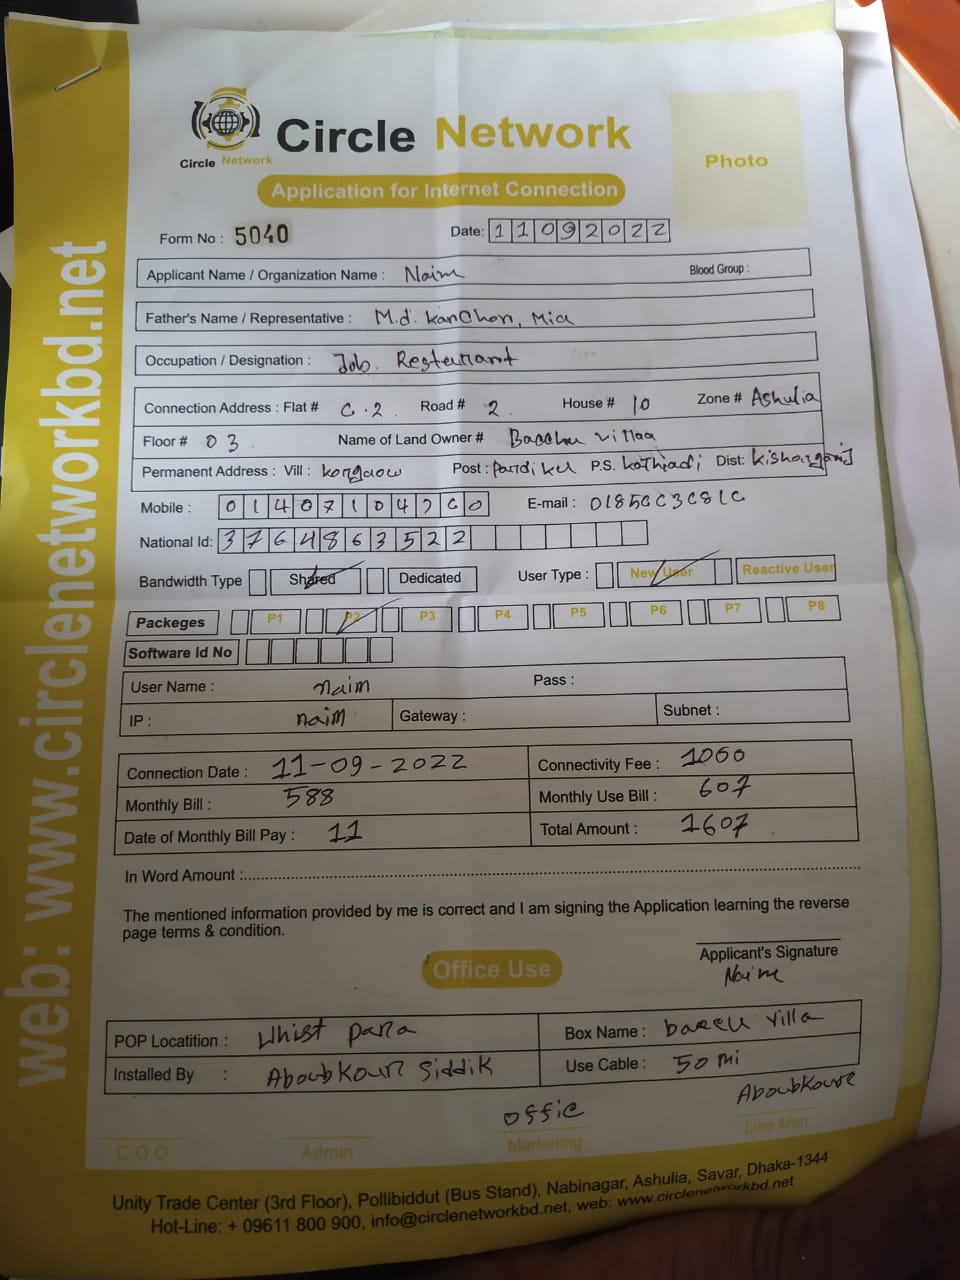 web: www.circlenetworkbd.net
Circle Network
Circle Network
Photo
Application for Internet Connection
Form No : 5040 Date: 11092022
Applicant Name / Organization Name : Naim Blood Group :
Father's Name / Representative : M.d. KanChon, Mia
Occupation / Designation : Job. Resteurant
Connection Address : Flat # C.2. Road # 2. House # 10 Zone # Ashulia
Floor # 03. Name of Land Owner # villaa
Permanent Address : Vill : Post : P.S. Dist:
Mobile : E-mail :
National Id: 3764863522
Bandwidth Type Shared Dedicated User Type : New User Reactive User
Packeges P1 P2 P3 P4 P5 P6 P7 P8
Software Id No
User Name : naim Pass :
IP : naim Gateway : Subnet :
Connection Date : 11-09-2022 Connectivity Fee : 1000
Monthly Bill : 588 Monthly Use Bill : 607
Date of Monthly Bill Pay : 11 Total Amount : 1607
In Word Amount :
The mentioned information provided by me is correct and I am signing the Application learning the reverse
page terms & condition.
Applicant's Signature
Naim
Office Use
POP Locatition : para Box Name : villa
Installed By : Siddik Use Cable : 50 mi
offic
C.O.O Admin Marketing Line Man
Unity Trade Center (3rd Floor), Pollibiddut (Bus Stand), Nabinagar, Ashulia, Savar, Dhaka-1344
Hot-Line: + 09611 800 900, info@circlenetworkbd.net, web: www.circlenetworkbd.net